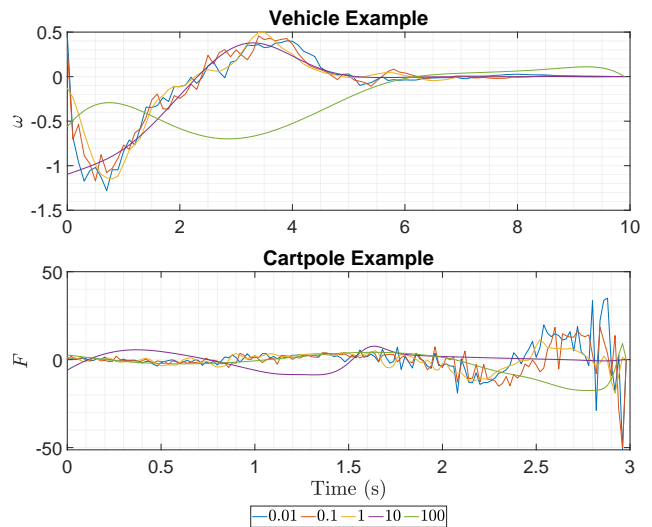 Vehicle Example
0.5
0
-0.5
-1
-1.5
ω
0 2 4 6 8 10
Cartpole Example
50
0
-50
F
0 0.5 1 1.5 2 2.5 3
Time (s)
0.01 0.1 1 10 100